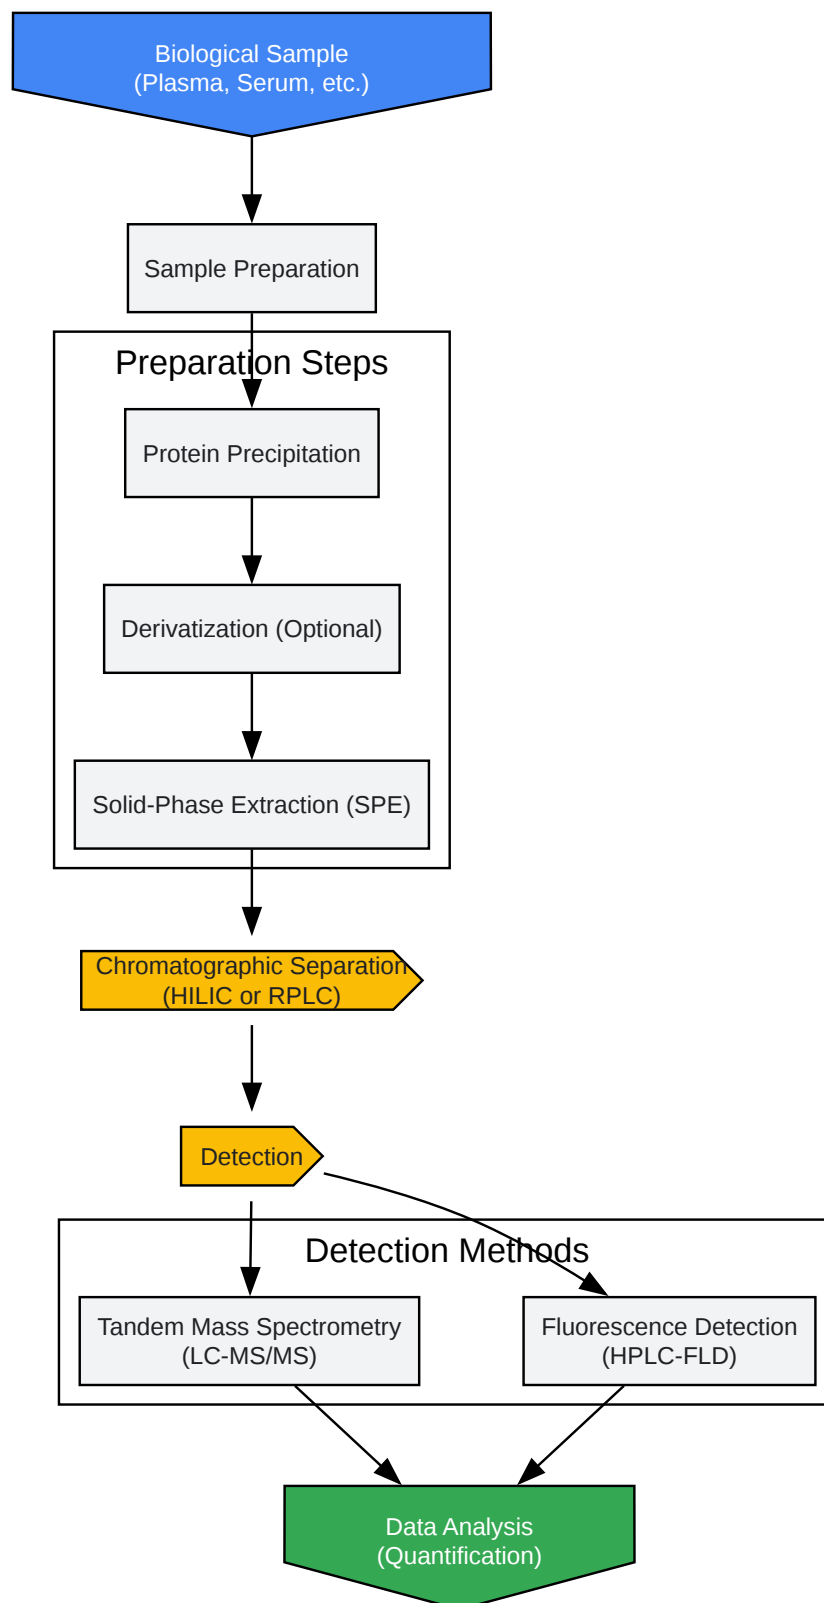 Biological Sample
(Plasma, Serum, etc.)
Sample Preparation
Preparation Steps
Protein Precipitation
Derivatization (Optional)
Solid-Phase Extraction (SPE)
Chromatographic Separation
(HILIC or RPLC)
Detection
Detection Methods
Tandem Mass Spectrometry
(LC-MS/MS)
Fluorescence Detection
(HPLC-FLD)
Data Analysis
(Quantification)